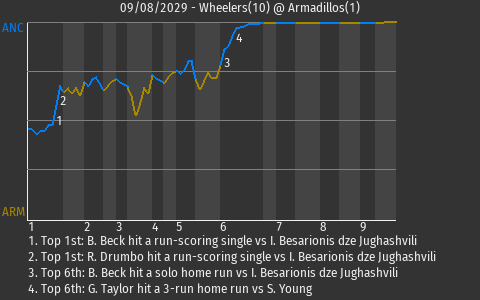 09/08/2029 - Wheelers(10) @ Armadillos(1)
ANC
4
3
2
1
ARM
1 2 3 4 5 6 7 8 9
1. Top 1st: B. Beck hit a run-scoring single vs I. Besarionis dze Jughashvili
2. Top 1st: R. Drumbo hit a run-scoring single vs I. Besarionis dze Jughashvili
3. Top 6th: B. Beck hit a solo home run vs I. Besarionis dze Jughashvili
4. Top 6th: G. Taylor hit a 3-run home run vs S. Young